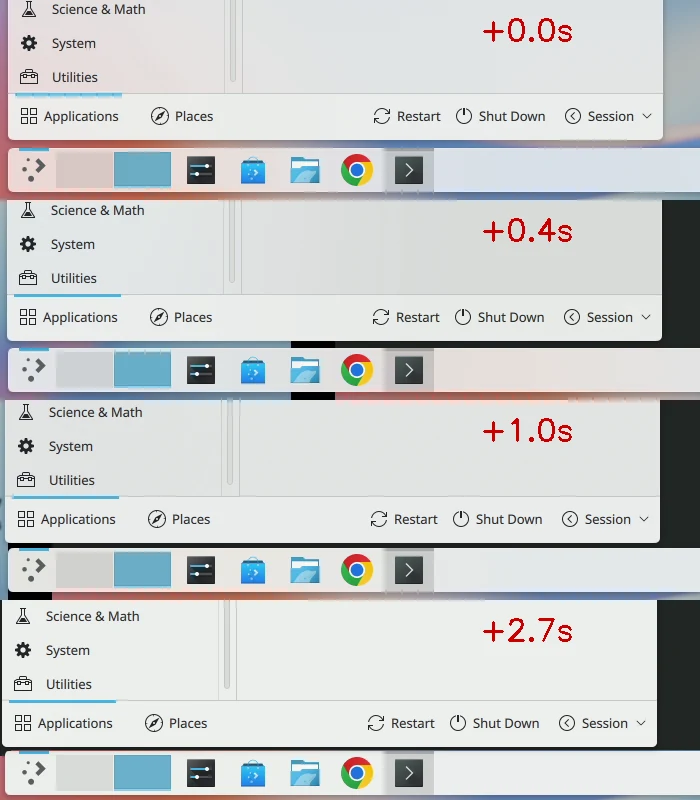 Science & Math
+0.0s
System
Utilities
Applications Places Restart Shut Down Session
Science & Math
+0.4s
System
Utilities
Applications Places Restart Shut Down Session
Science & Math
+1.0s
System
Utilities
Applications Places Restart Shut Down Session
Science & Math
+2.7s
System
Utilities
Applications Places Restart Shut Down Session